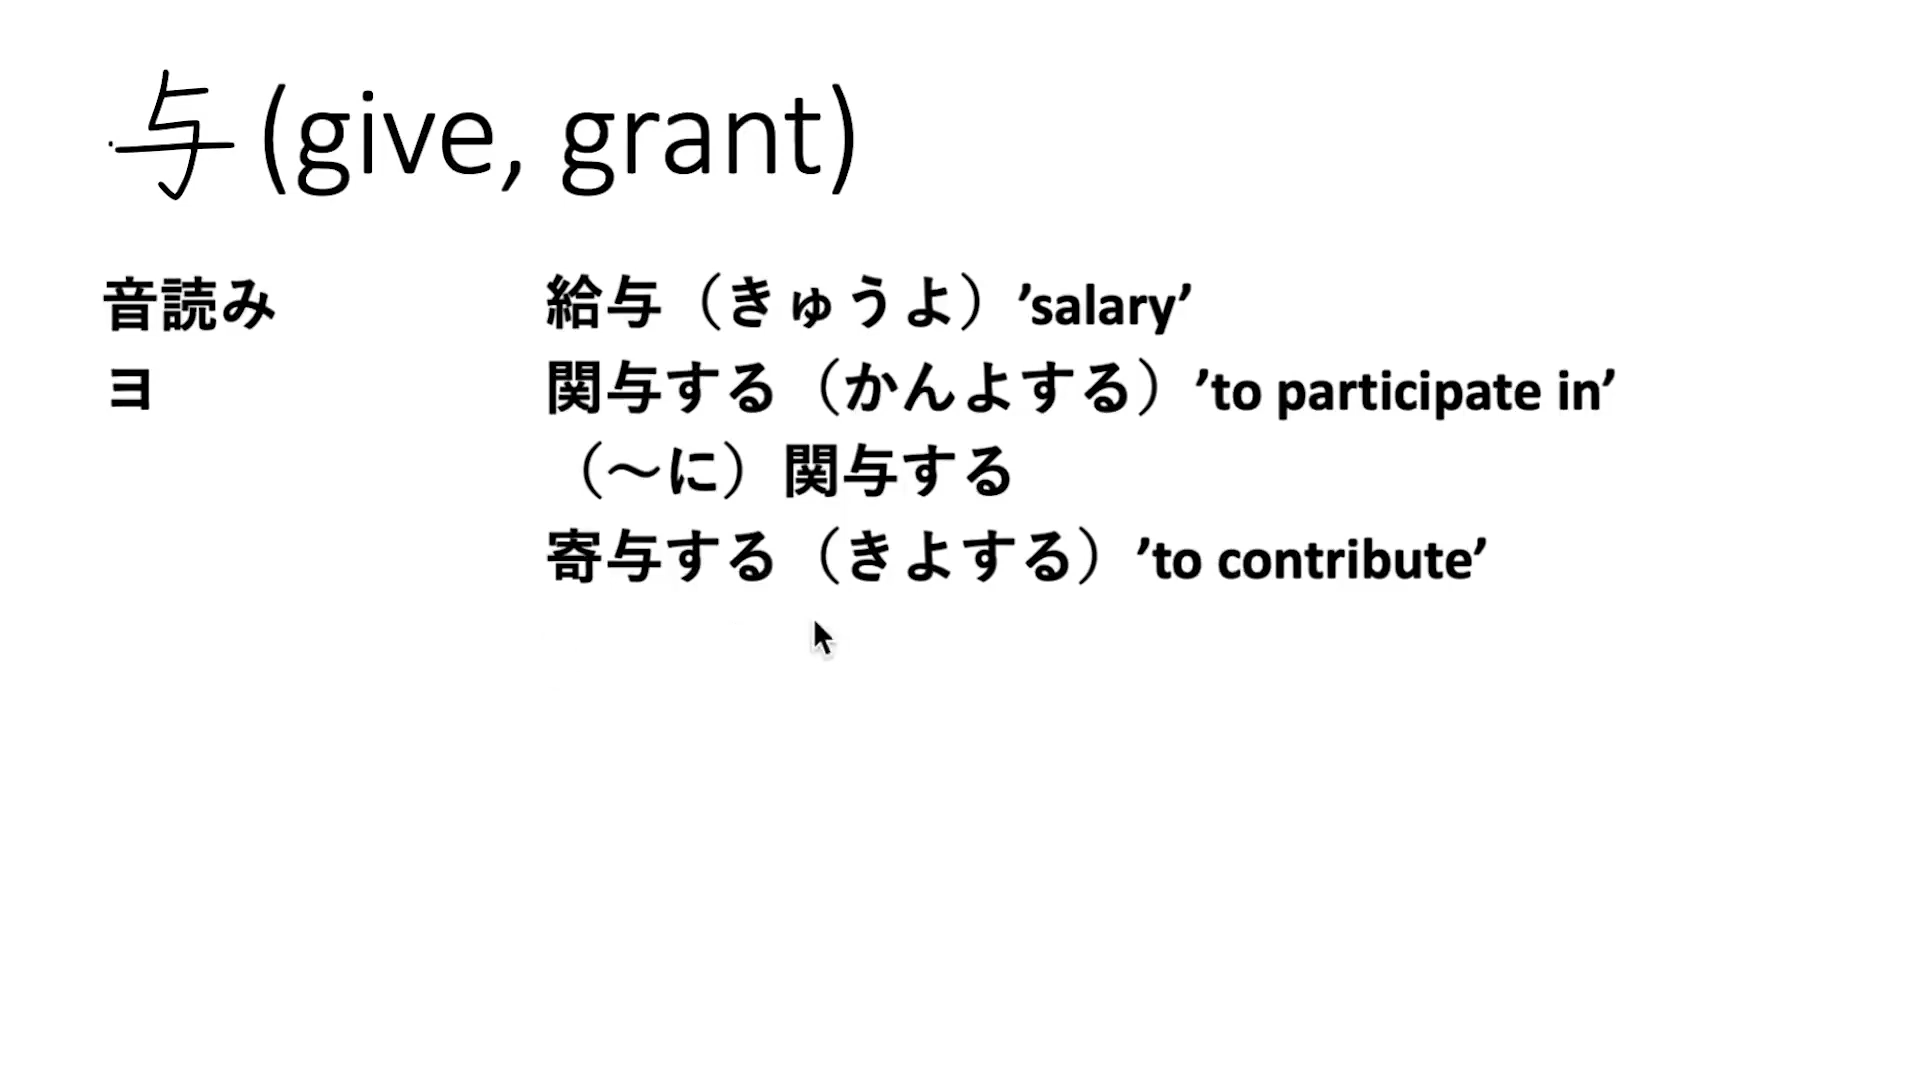 与 (give, grant)
音読み
ヨ
給与（きゅうよ）’salary’
関与する（かんよする）’to participate in’
（～に）関与する
寄与する（きよする）’to contribute’